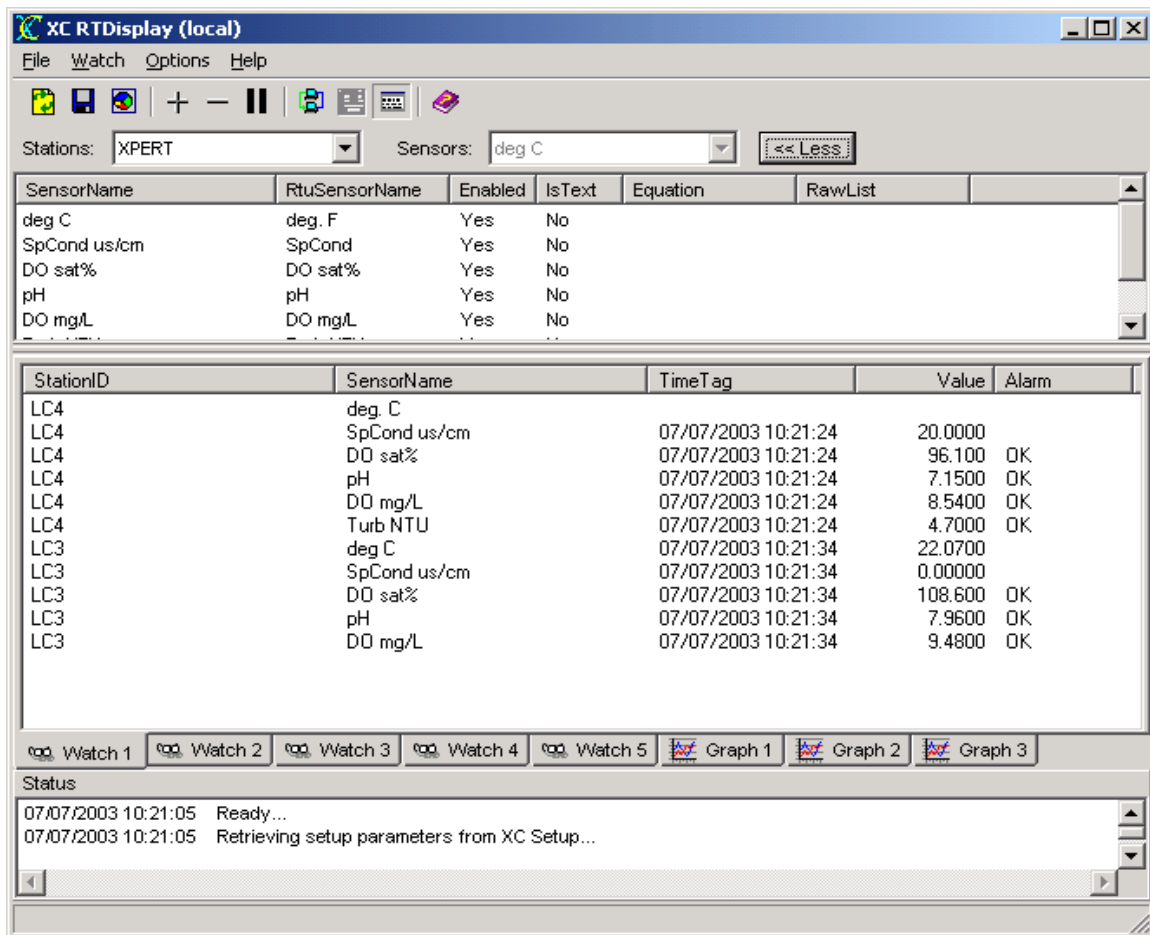 XC RTDisplay (local)
File Watch Options Help
Stations: XPERT Sensors: deg C << Less
SensorName RtuSensorName Enabled IsText Equation RawList
deg C deg. F Yes No
SpCond us/cm SpCond Yes No
DO sat% DO sat% Yes No
pH pH Yes No
DO mg/L DO mg/L Yes No
StationID SensorName TimeTag Value Alarm
LC4 deg. C
LC4 SpCond us/cm 07/07/2003 10:21:24 20.0000
LC4 DO sat% 07/07/2003 10:21:24 96.100 OK
LC4 pH 07/07/2003 10:21:24 7.1500 OK
LC4 DO mg/L 07/07/2003 10:21:24 8.5400 OK
LC4 Turb NTU 07/07/2003 10:21:24 4.7000 OK
LC3 deg C 07/07/2003 10:21:34 22.0700
LC3 SpCond us/cm 07/07/2003 10:21:34 0.00000
LC3 DO sat% 07/07/2003 10:21:34 108.600 OK
LC3 pH 07/07/2003 10:21:34 7.9600 OK
LC3 DO mg/L 07/07/2003 10:21:34 9.4800 OK
Watch 1 Watch 2 Watch 3 Watch 4 Watch 5 Graph 1 Graph 2 Graph 3
Status
07/07/2003 10:21:05 Ready...
07/07/2003 10:21:05 Retrieving setup parameters from XC Setup...